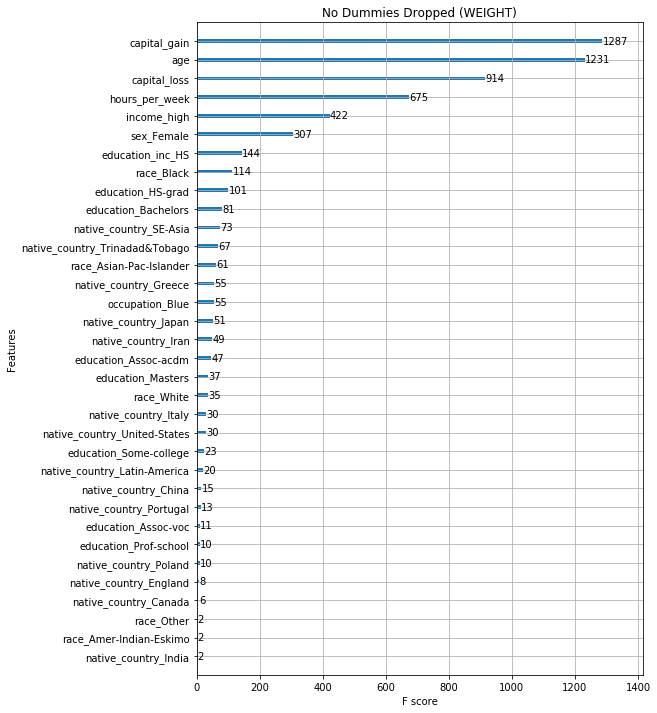 No Dummies Dropped (WEIGHT)
capital_gain 1287
age 1231
capital_loss 914
hours_per_week 675
income_high 422
sex_Female 307
education_inc_HS 144
race_Black 114
education_HS-grad 101
education_Bachelors 81
native_country_SE-Asia 73
native_country_Trinadad&Tobago 67
race_Asian-Pac-Islander 61
native_country_Greece 55
occupation_Blue 55
native_country_Japan 51
native_country_Iran 49
education_Assoc-acdm 47
education_Masters 37
race_White 35
native_country_Italy 30
native_country_United-States 30
education_Some-college 23
native_country_Latin-America 20
native_country_China 15
native_country_Portugal 13
education_Assoc-voc 11
education_Prof-school 10
native_country_Poland 10
native_country_England 8
native_country_Canada 6
race_Other 2
race_Amer-Indian-Eskimo 2
native_country_India 2
Features
0 200 400 600 800 1000 1200 1400
F score